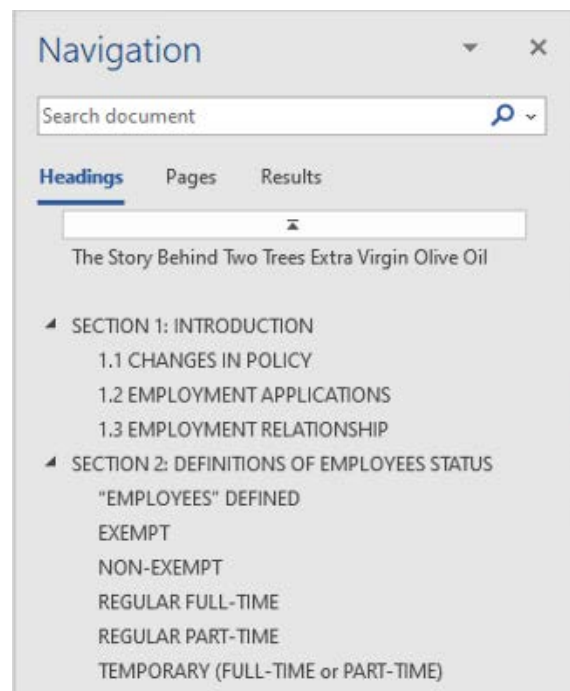 Navigation
Search document
Headings Pages Results
The Story Behind Two Trees Extra Virgin Olive Oil
SECTION 1: INTRODUCTION
1.1 CHANGES IN POLICY
1.2 EMPLOYMENT APPLICATIONS
1.3 EMPLOYMENT RELATIONSHIP
SECTION 2: DEFINITIONS OF EMPLOYEES STATUS
"EMPLOYEES" DEFINED
EXEMPT
NON-EXEMPT
REGULAR FULL-TIME
REGULAR PART-TIME
TEMPORARY (FULL-TIME or PART-TIME)